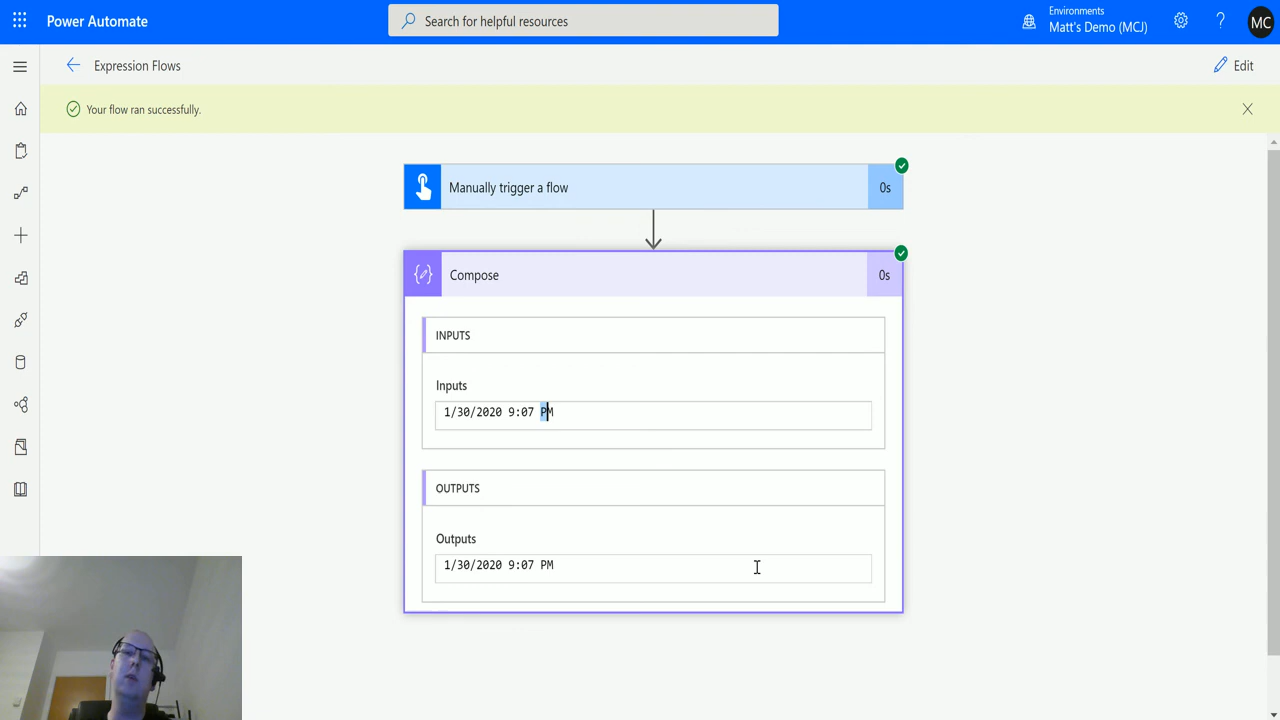 Power Automate
Search for helpful resources
Environments
Matt's Demo (MCJ)
?
MC
Expression Flows
Edit
Your flow ran successfully.
Manually trigger a flow
0s
Compose
0s
INPUTS
Inputs
1/30/2020 9:07 PM
OUTPUTS
Outputs
1/30/2020 9:07 PM